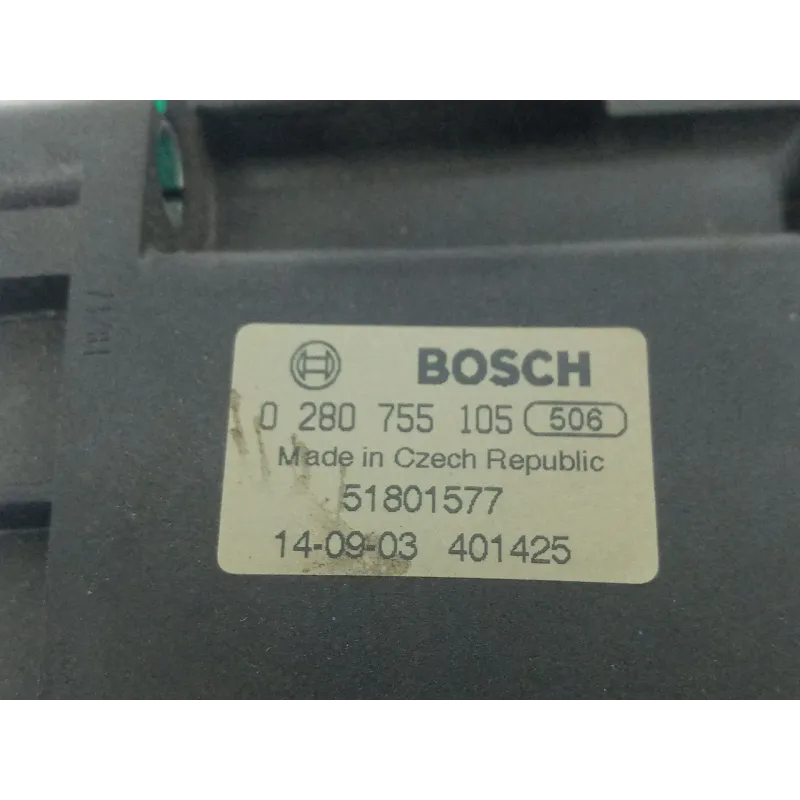 BOSCH
0 280 755 105 506
Made in Czech Republic
51801577
14-09-03 401425